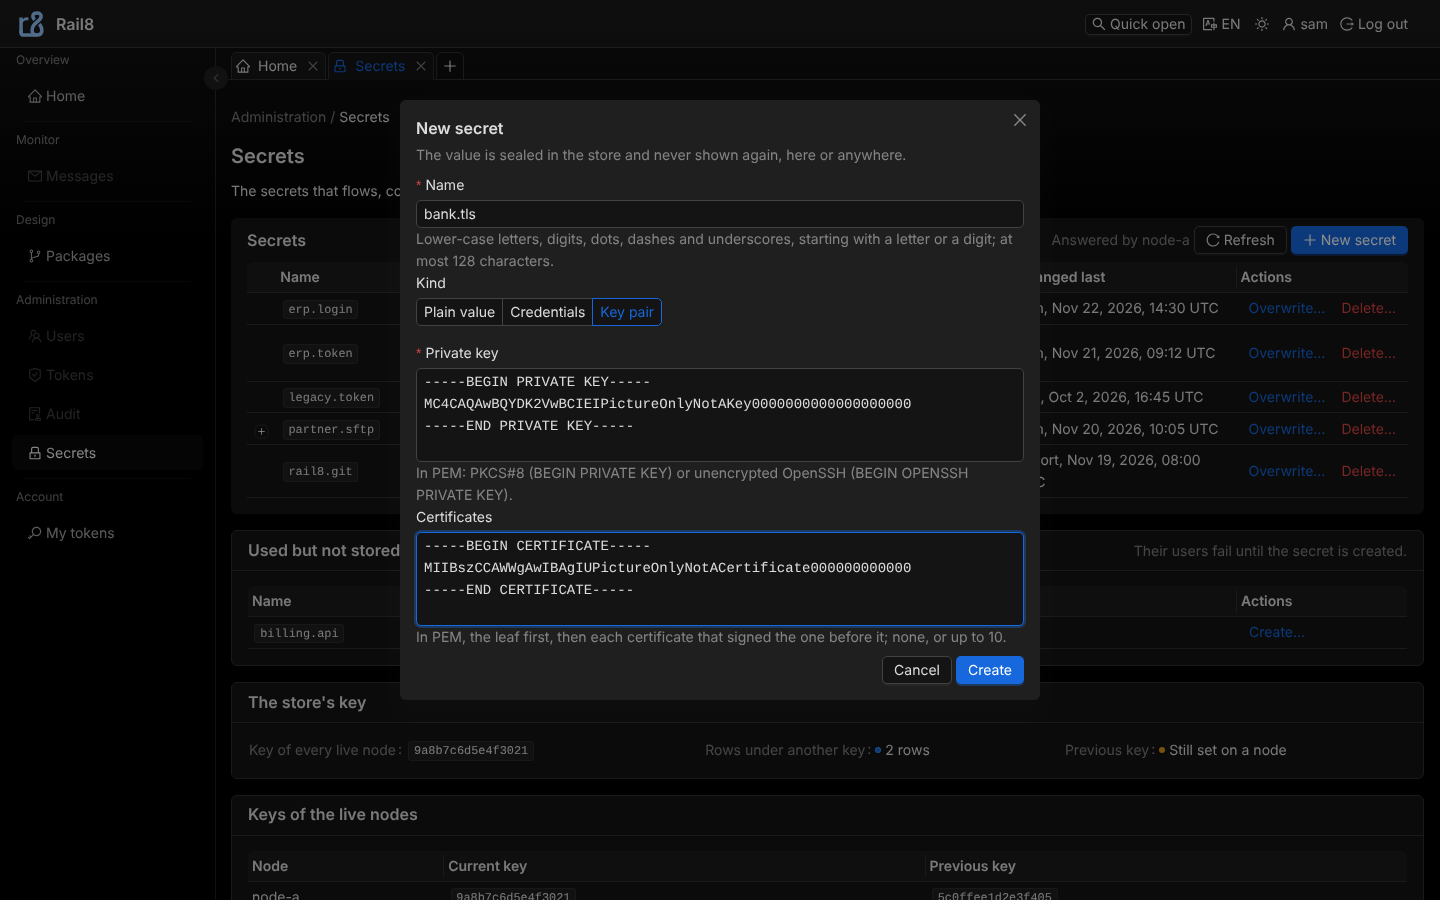 Rail8
Quick open
EN
sam
Log out
Overview
Home
Monitor
Messages
Design
Packages
Administration
Users
Tokens
Audit
Secrets
Account
My tokens
Home
Secrets
Administration / Secrets
Secrets
The secrets that flows, co
Secrets
Answered by node-a
Refresh
New secret
Name
anged last
Actions
erp.login
n, Nov 22, 2026, 14:30 UTC
Overwrite...
Delete...
erp.token
n, Nov 21, 2026, 09:12 UTC
Overwrite...
Delete...
legacy.token
, Oct 2, 2026, 16:45 UTC
Overwrite...
Delete...
partner.sftp
n, Nov 20, 2026, 10:05 UTC
Overwrite...
Delete...
rail8.git
ort, Nov 19, 2026, 08:00
C
Overwrite...
Delete...
New secret
The value is sealed in the store and never shown again, here or anywhere.
* Name
bank.tls
Lower-case letters, digits, dots, dashes and underscores, starting with a letter or a digit; at
most 128 characters.
Kind
Plain value
Credentials
Key pair
* Private key
-----BEGIN PRIVATE KEY-----
MC4CAQAwBQYDK2VwBCIEIPictureOnlyNotAKey0000000000000000000
-----END PRIVATE KEY-----
In PEM: PKCS#8 (BEGIN PRIVATE KEY) or unencrypted OpenSSH (BEGIN OPENSSH
PRIVATE KEY).
Certificates
-----BEGIN CERTIFICATE-----
MIIBszCCAWWgAwIBAgIUPictureOnlyNotACertificate000000000000
-----END CERTIFICATE-----
In PEM, the leaf first, then each certificate that signed the one before it; none, or up to 10.
Cancel
Create
Used but not stored
Their users fail until the secret is created.
Name
Actions
billing.api
Create...
The store's key
Key of every live node: 9a8b7c6d5e4f3021
Rows under another key: 2 rows
Previous key: Still set on a node
Keys of the live nodes
Node
Current key
Previous key
node-a
9a8b7c6d5e4f3021
5c0ffee1d2e3f405